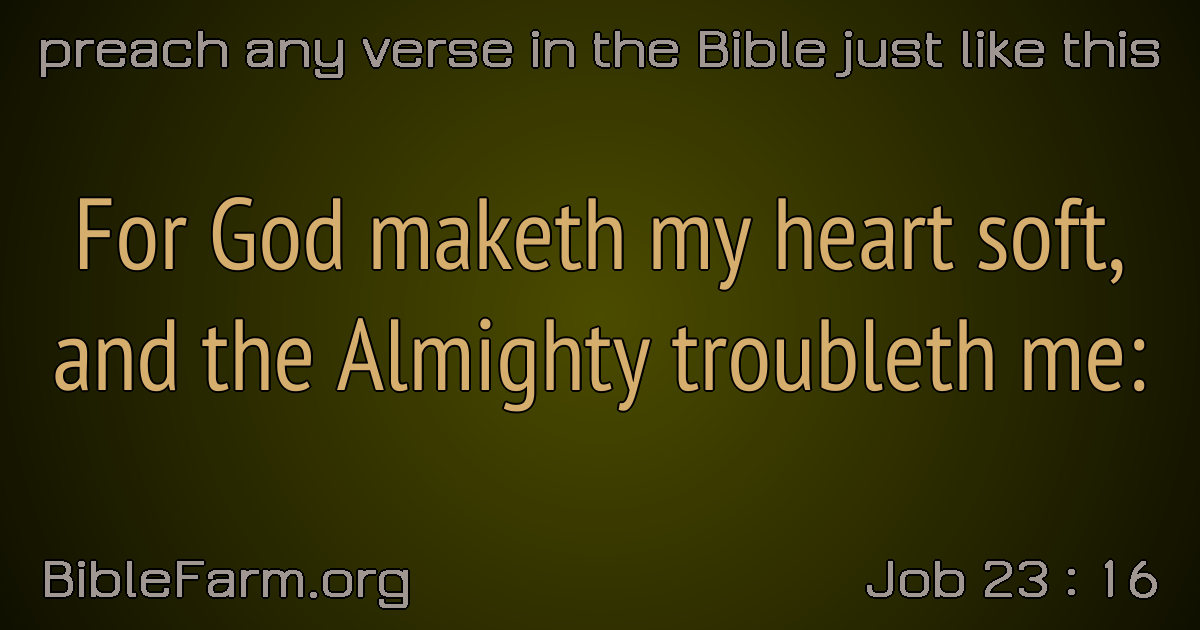 preach any verse in the Bible just like this
For God maketh my heart soft,
and the Almighty troubleth me:
BibleFarm.org
Job 23 : 16